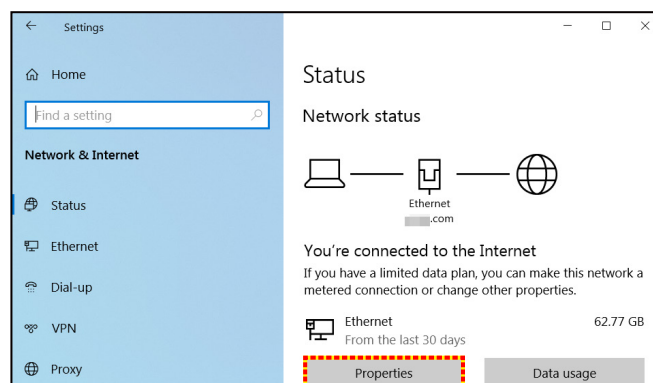 Settings
Home
Find a setting
Network & Internet
Status
Ethernet
Dial-up
VPN
Proxy
Status
Network status
Ethernet
.com
You're connected to the Internet
If you have a limited data plan, you can make this network a
metered connection or change other properties.
Ethernet 62.77 GB
From the last 30 days
Properties Data usage